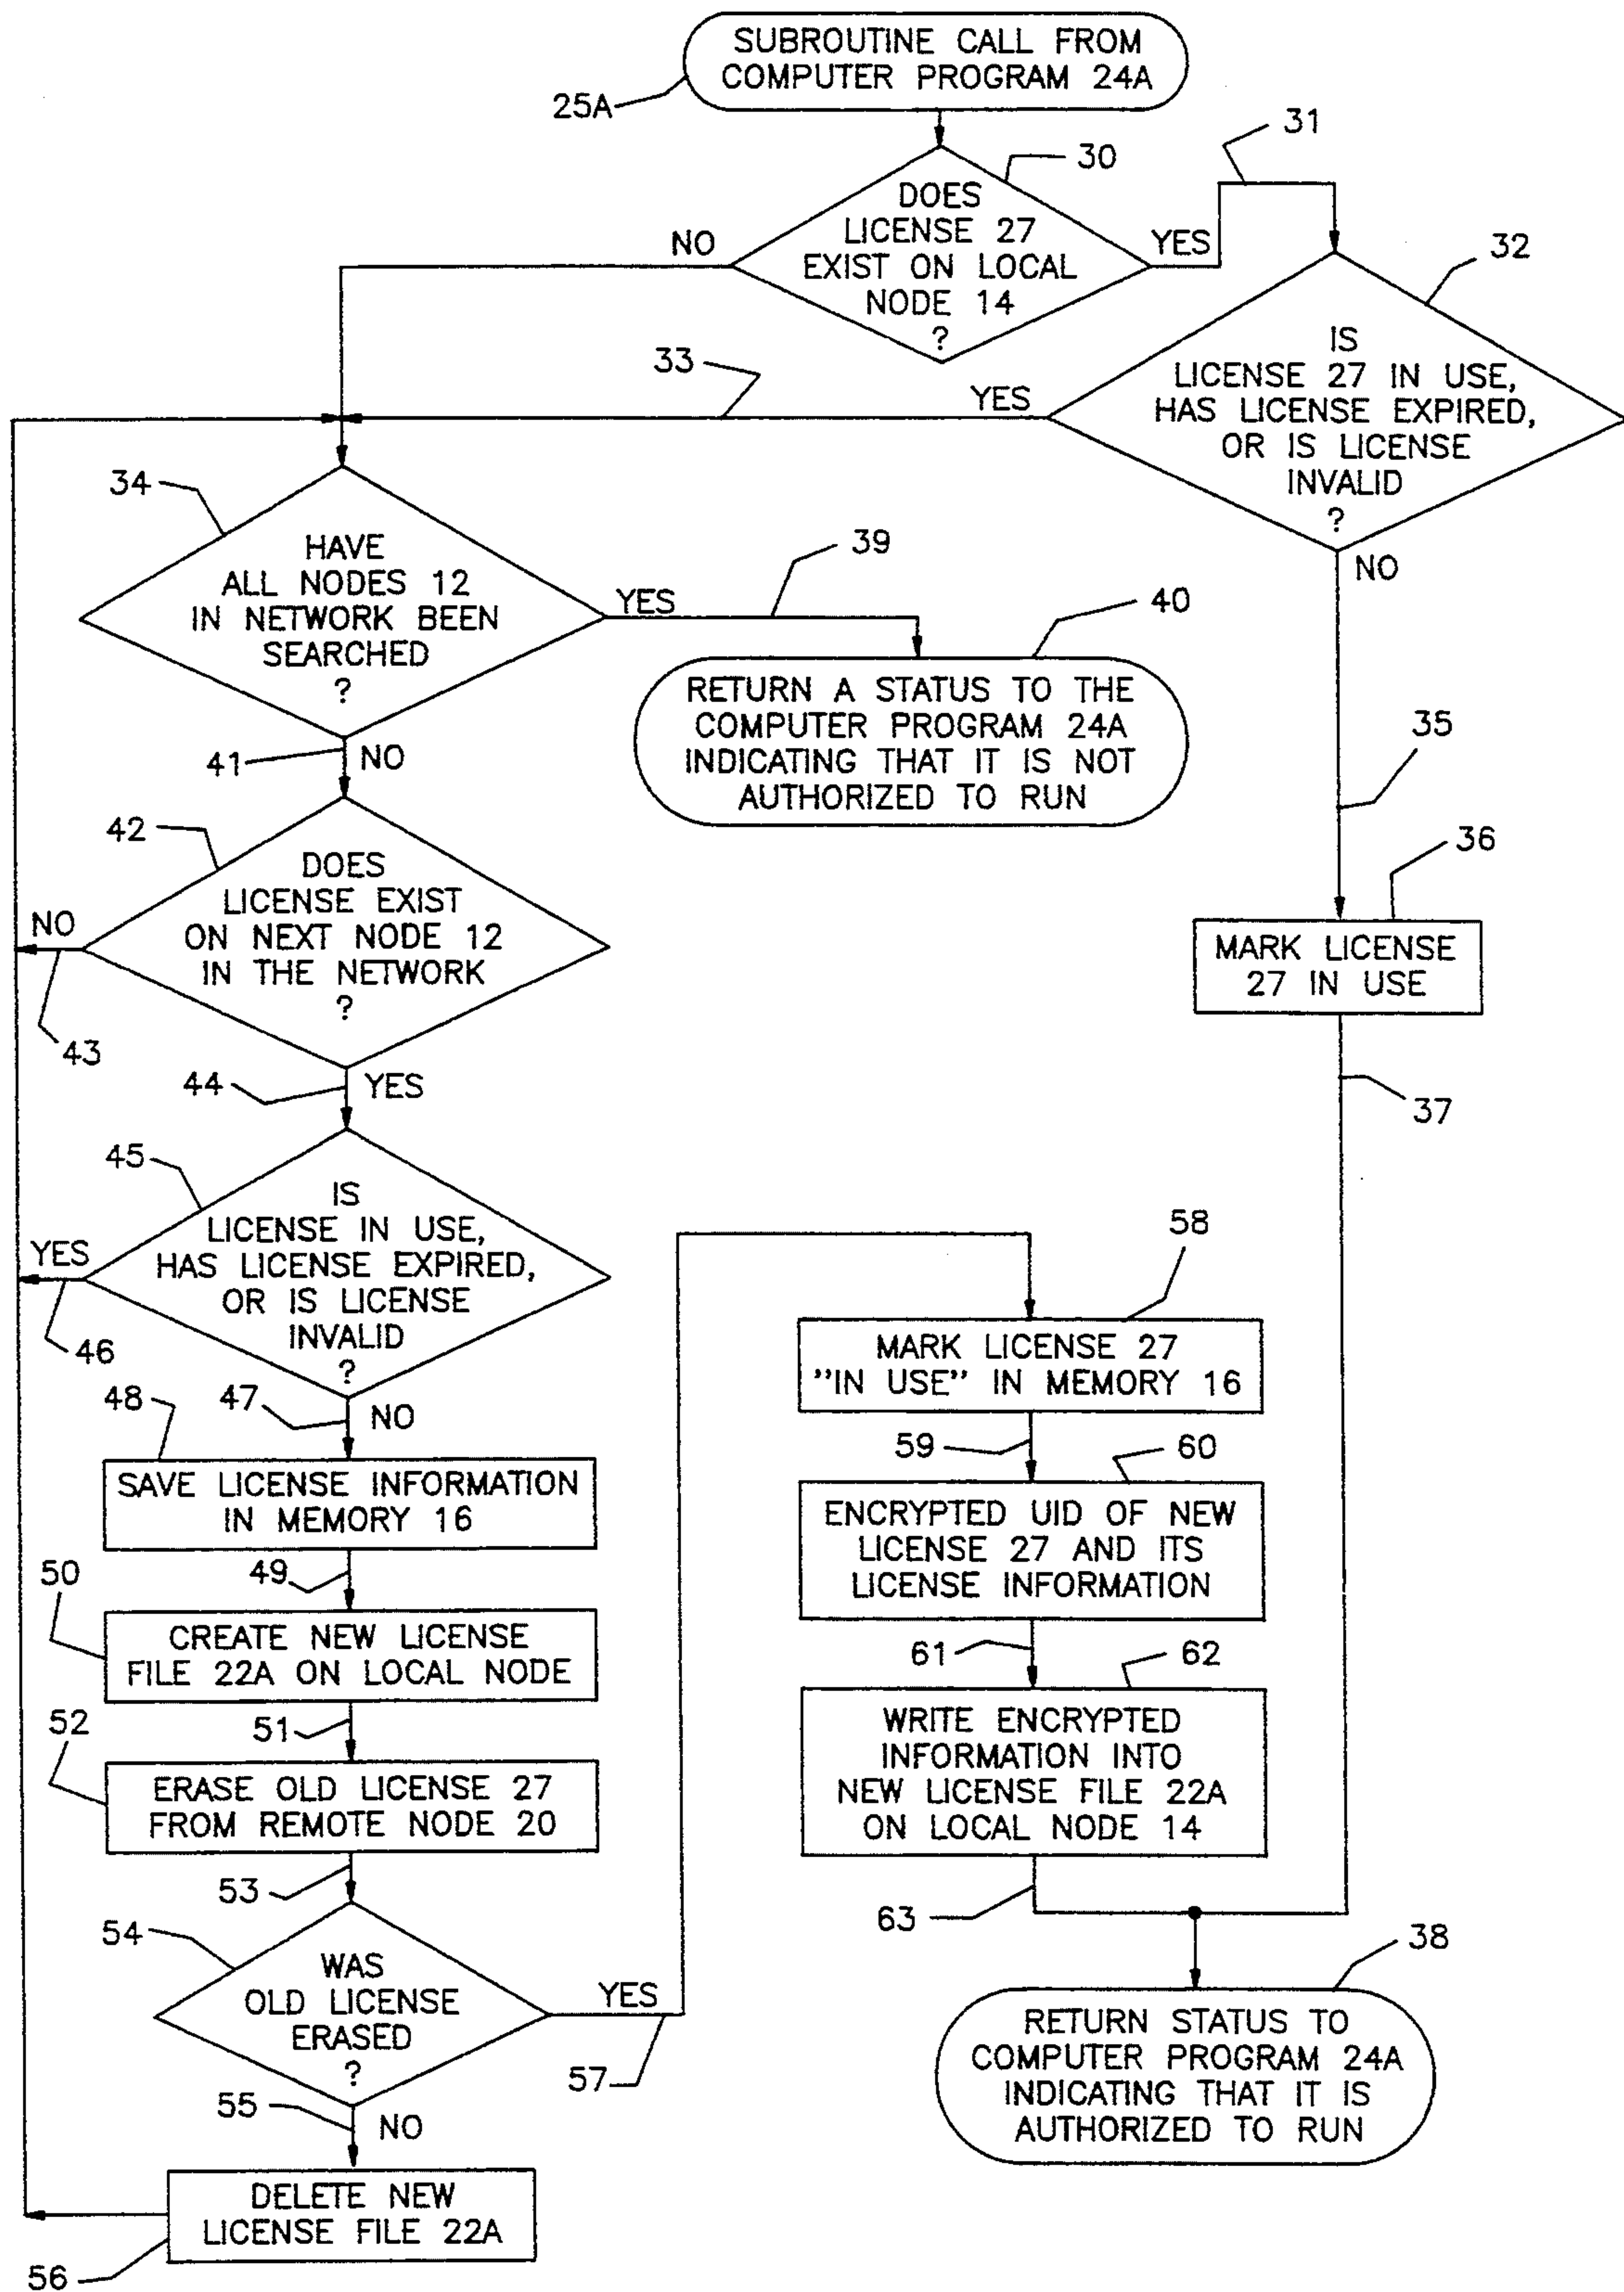 SUBROUTINE CALL FROM
COMPUTER PROGRAM 24A
25A
31
30
DOES
LICENSE 27
EXIST ON LOCAL
NODE 14
?
NO
YES
32
IS
LICENSE 27 IN USE,
HAS LICENSE EXPIRED,
OR IS LICENSE
INVALID
?
33
YES
NO
34
HAVE
ALL NODES 12
IN NETWORK BEEN
SEARCHED
?
39
YES
40
RETURN A STATUS TO THE
COMPUTER PROGRAM 24A
INDICATING THAT IT IS NOT
AUTHORIZED TO RUN
35
41
NO
42
DOES
LICENSE EXIST
ON NEXT NODE 12
IN THE NETWORK
?
NO
43
36
MARK LICENSE
27 IN USE
37
44
YES
45
IS
LICENSE IN USE,
HAS LICENSE EXPIRED,
OR IS LICENSE
INVALID
?
YES
46
47
NO
48
SAVE LICENSE INFORMATION
IN MEMORY 16
49
50
CREATE NEW LICENSE
FILE 22A ON LOCAL NODE
51
52
ERASE OLD LICENSE 27
FROM REMOTE NODE 20
53
54
WAS
OLD LICENSE
ERASED
?
YES
57
55
NO
DELETE NEW
LICENSE FILE 22A
56
58
MARK LICENSE 27
"IN USE" IN MEMORY 16
59
60
ENCRYPTED UID OF NEW
LICENSE 27 AND ITS
LICENSE INFORMATION
61
62
WRITE ENCRYPTED
INFORMATION INTO
NEW LICENSE FILE 22A
ON LOCAL NODE 14
63
38
RETURN STATUS TO
COMPUTER PROGRAM 24A
INDICATING THAT IT IS
AUTHORIZED TO RUN